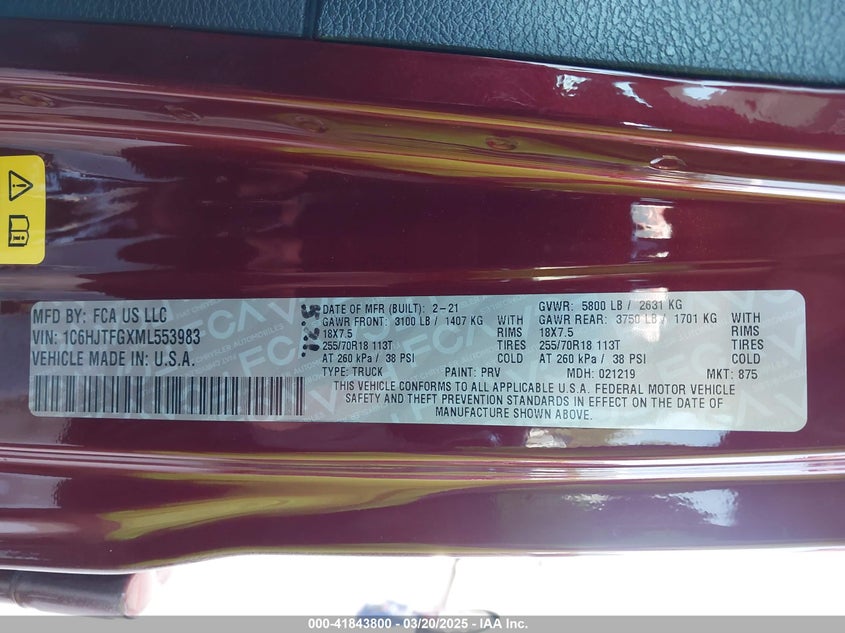 MFD BY: FCA US LLC
VIN: 1C6HJTFGXML553983
VEHICLE MADE IN U.S.A.
DATE OF MFR (BUILT): 2-21
GVWR: 5800 LB / 2631 KG
GAWR FRONT: 3100 LB / 1407 KG WITH
GAWR REAR: 3750 LB / 1701 KG WITH
18X7.5 RIMS
18X7.5 RIMS
255/70R18 113T
255/70R18 113T
AT 260 kPa / 38 PSI COLD
AT 260 kPa / 38 PSI COLD
TYPE: TRUCK PAINT: PRV MDH: 021219 MKT: 875
THIS VEHICLE CONFORMS TO ALL APPLICABLE U.S.A. FEDERAL MOTOR VEHICLE
SAFETY AND THEFT PREVENTION STANDARDS IN EFFECT ON THE DATE OF
MANUFACTURE SHOWN ABOVE.
000-41843800 - 03/20/2025 - IAA Inc.